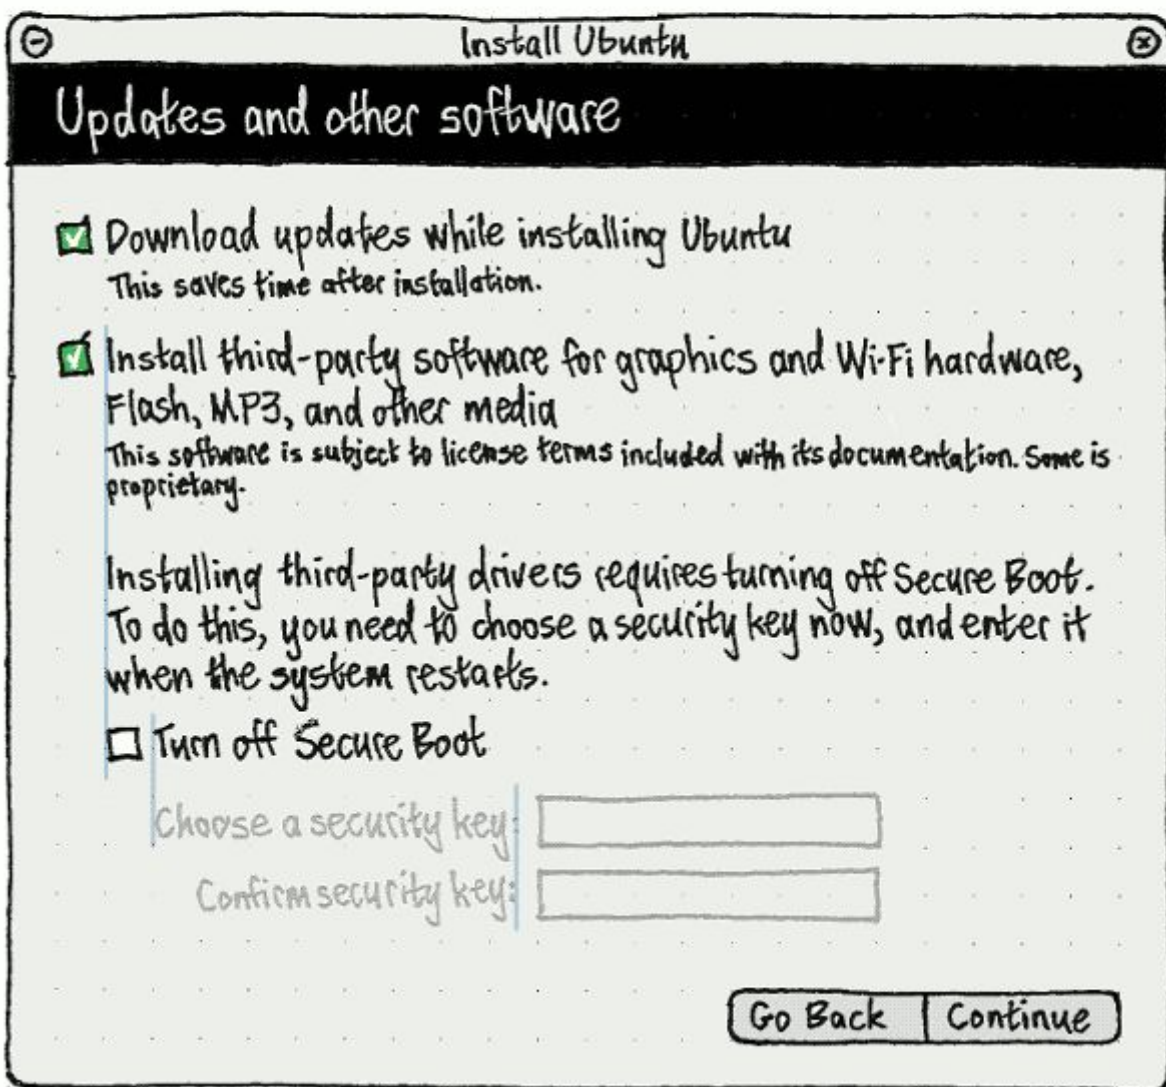 Install Ubuntu
Updates and other software
Download updates while installing Ubuntu
This saves time after installation.
Install third-party software for graphics and Wi-Fi hardware,
Flash, MP3, and other media
This software is subject to license terms included with its documentation. Some is
proprietary.
Installing third-party drivers requires turning off Secure Boot.
To do this, you need to choose a security key now, and enter it
when the system restarts.
Turn off Secure Boot
Choose a security key:
Confirm security key:
Go Back
Continue